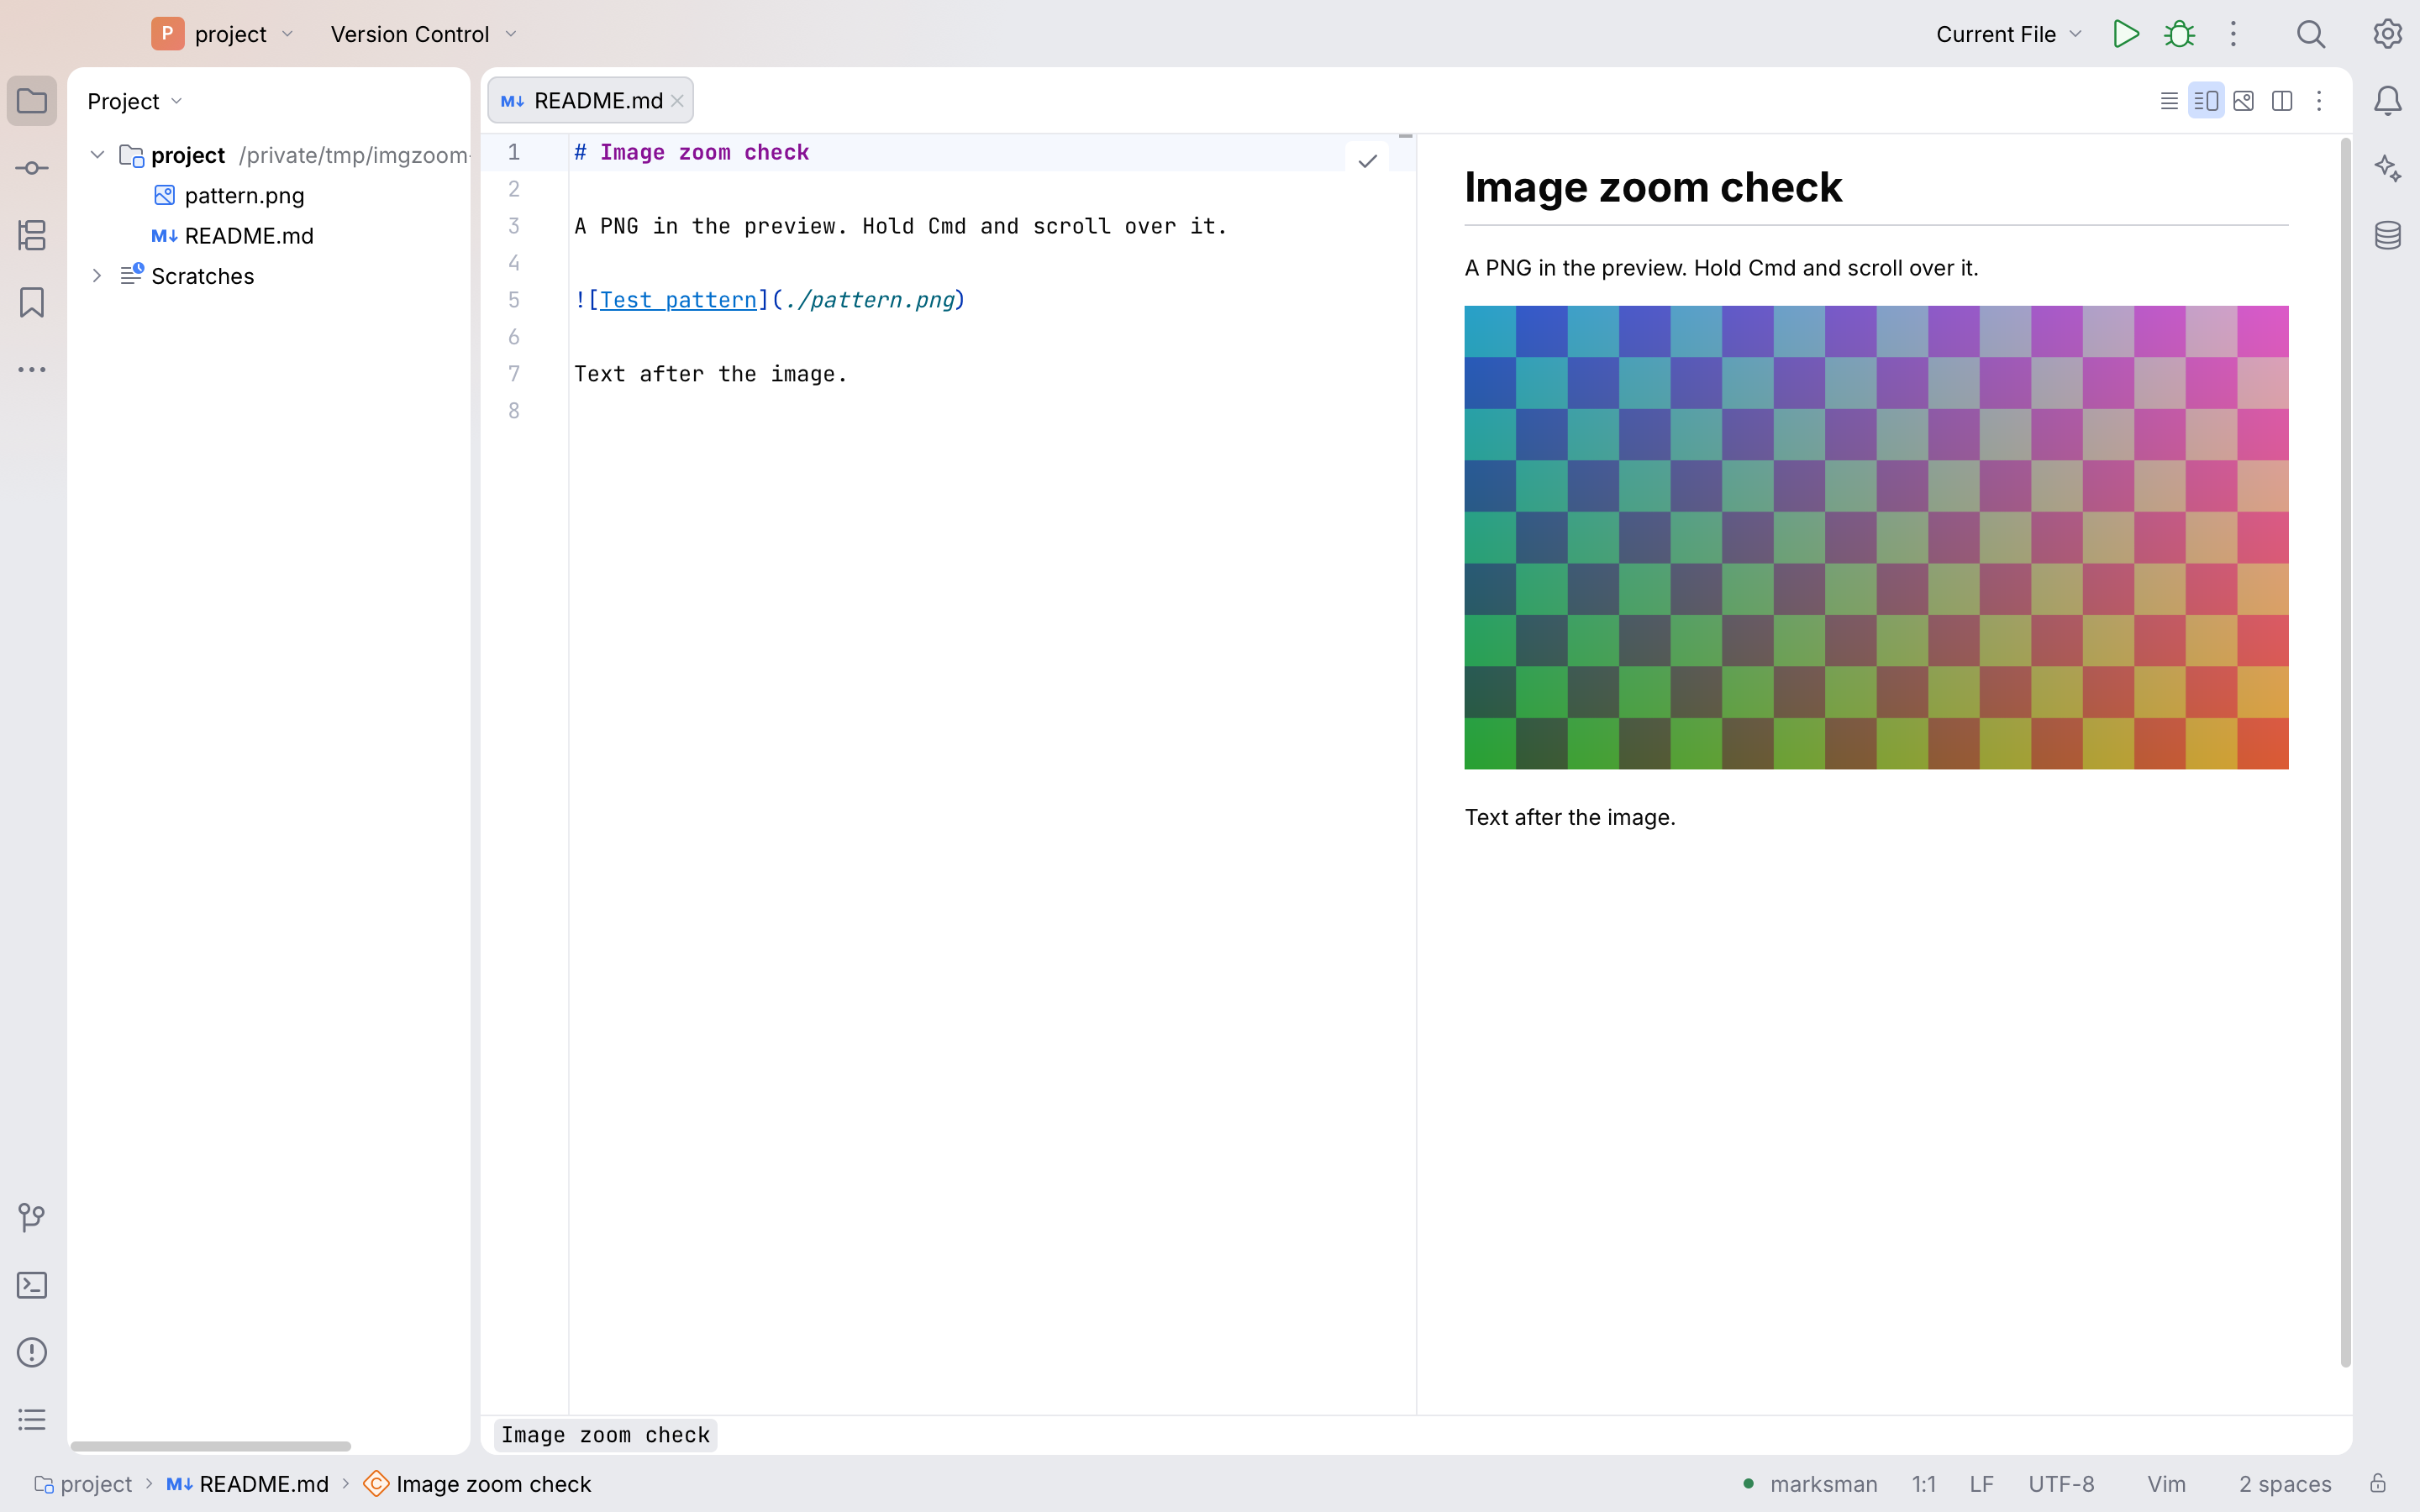 P project Version Control Current File
Project
project /private/tmp/imgzoom-
pattern.png
M↓ README.md
Scratches
M↓ README.md
1 # Image zoom check
2
3 A PNG in the preview. Hold Cmd and scroll over it.
4
5 ![Test pattern](./pattern.png)
6
7 Text after the image.
8
Image zoom check
A PNG in the preview. Hold Cmd and scroll over it.
Text after the image.
Image zoom check
project › M↓ README.md › C Image zoom check marksman 1:1 LF UTF-8 Vim 2 spaces